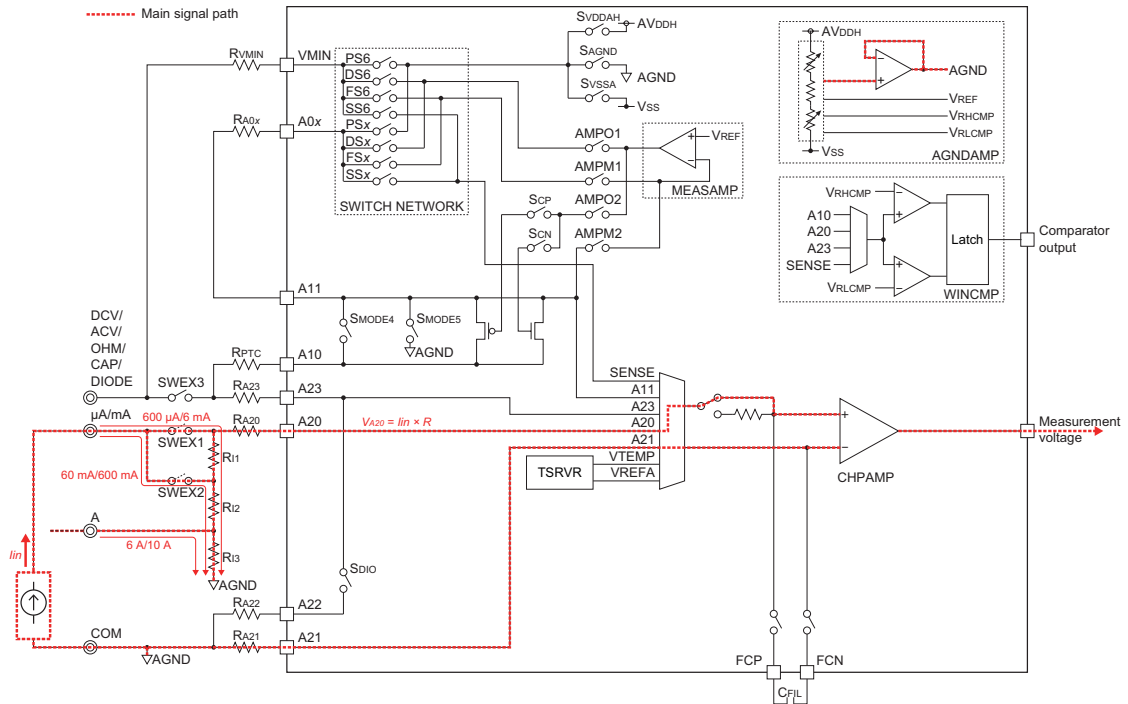 Main signal path
SVDDAH
AVDDH
RVMIN
VMIN
PS6
DS6
FS6
SS6
PSx
DSx
FSx
SSx
SWITCH NETWORK
SAGND
AGND
SVSSA
VSS
RA0x
A0x
AMPO1
AMPM1
AMPO2
AMPM2
VREF
MEASAMP
SCP
SCN
AVDDH
AGND
VREF
VRHCMP
VRLCMP
VSS
AGNDAMP
VRHCMP
A10
A20
A23
SENSE
VRLCMP
Latch
WINCMP
Comparator
output
A11
SMODE4
SMODE5
AGND
DCV/
ACV/
OHM/
CAP/
DIODE
RPTC
A10
SWEX3
RA23
A23
µA/mA
600 µA/6 mA
SWEX1
RA20
A20
VA20 = Iin × R
RI1
60 mA/600 mA
SWEX2
RI2
A
6 A/10 A
RI3
AGND
Iin
SENSE
A11
A23
A20
A21
VTEMP
VREFA
TSRVR
CHPAMP
Measurement
voltage
SDIO
RA22
A22
COM
RA21
A21
AGND
FCP
FCN
CFIL